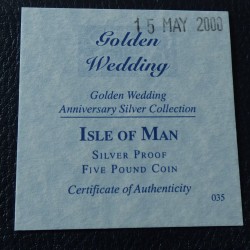 15 MAY 2000
Golden
Wedding
Golden Wedding
Anniversary Silver Collection
ISLE OF MAN
SILVER PROOF
FIVE POUND COIN
Certificate of Authenticity
035